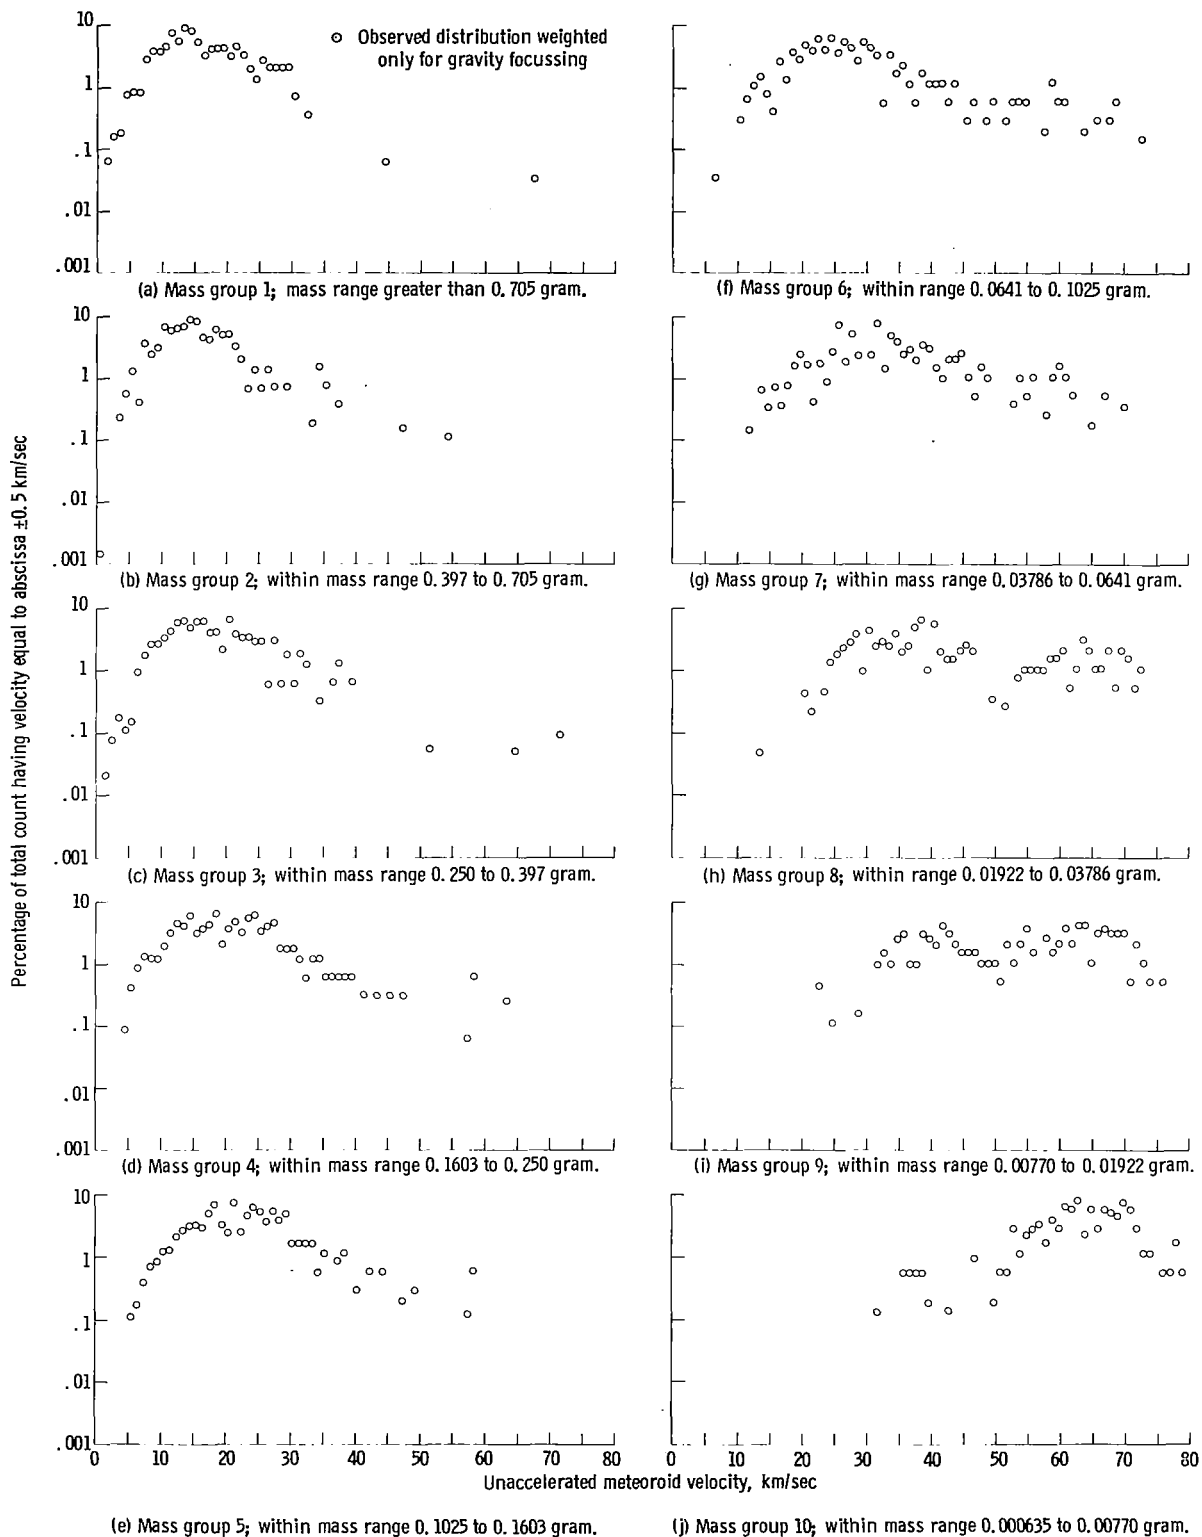 10
1
.1
.01
.001
Observed distribution weighted
only for gravity focussing
(a) Mass group 1; mass range greater than 0.705 gram.
(f) Mass group 6; within range 0.0641 to 0.1025 gram.
10
1
.1
.01
.001
(b) Mass group 2; within mass range 0.397 to 0.705 gram.
(g) Mass group 7; within mass range 0.03786 to 0.0641 gram.
Percentage of total count having velocity equal to abscissa ±0.5 km/sec
10
1
.1
.01
.001
(c) Mass group 3; within mass range 0.250 to 0.397 gram.
(h) Mass group 8; within range 0.01922 to 0.03786 gram.
10
1
.1
.01
.001
(d) Mass group 4; within mass range 0.1603 to 0.250 gram.
(i) Mass group 9; within mass range 0.00770 to 0.01922 gram.
10
1
.1
.01
.001
0 10 20 30 40 50 60 70 80
0 10 20 30 40 50 60 70 80
Unaccelerated meteoroid velocity, km/sec
(e) Mass group 5; within mass range 0.1025 to 0.1603 gram.
(j) Mass group 10; within mass range 0.000635 to 0.00770 gram.